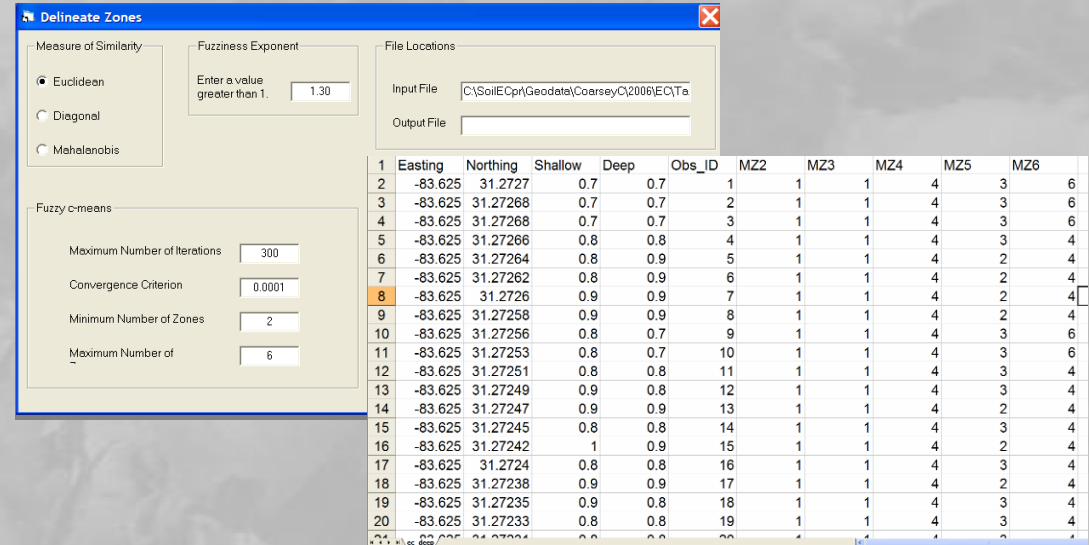 Delineate Zones
Measure of Similarity
Euclidean
Diagonal
Mahalanobis
Fuzziness Exponent
Enter a value
greater than 1.
1.30
File Locations
Input File C:\SoilECpr\Geodata\CoarseyC\2006\EC\Ta
Output File
Fuzzy c-means
Maximum Number of Iterations 300
Convergence Criterion 0.0001
Minimum Number of Zones 2
Maximum Number of 6
1 Easting Northing Shallow Deep Obs_ID MZ2 MZ3 MZ4 MZ5 MZ6
2 -83.625 31.2727 0.7 0.7 1 1 1 4 3 6
3 -83.625 31.27268 0.7 0.7 2 1 1 4 3 6
4 -83.625 31.27268 0.7 0.7 3 1 1 4 3 6
5 -83.625 31.27266 0.8 0.8 4 1 1 4 3 4
6 -83.625 31.27264 0.8 0.9 5 1 1 4 2 4
7 -83.625 31.27262 0.8 0.9 6 1 1 4 2 4
8 -83.625 31.2726 0.9 0.9 7 1 1 4 2 4
9 -83.625 31.27258 0.9 0.9 8 1 1 4 2 4
10 -83.625 31.27256 0.8 0.7 9 1 1 4 3 6
11 -83.625 31.27253 0.8 0.7 10 1 1 4 3 6
12 -83.625 31.27251 0.8 0.8 11 1 1 4 3 4
13 -83.625 31.27249 0.9 0.8 12 1 1 4 3 4
14 -83.625 31.27247 0.9 0.9 13 1 1 4 2 4
15 -83.625 31.27245 0.8 0.8 14 1 1 4 3 4
16 -83.625 31.27242 1 0.9 15 1 1 4 2 4
17 -83.625 31.2724 0.8 0.8 16 1 1 4 3 4
18 -83.625 31.27238 0.9 0.9 17 1 1 4 2 4
19 -83.625 31.27235 0.9 0.8 18 1 1 4 3 4
20 -83.625 31.27233 0.8 0.8 19 1 1 4 3 4
ec_deep